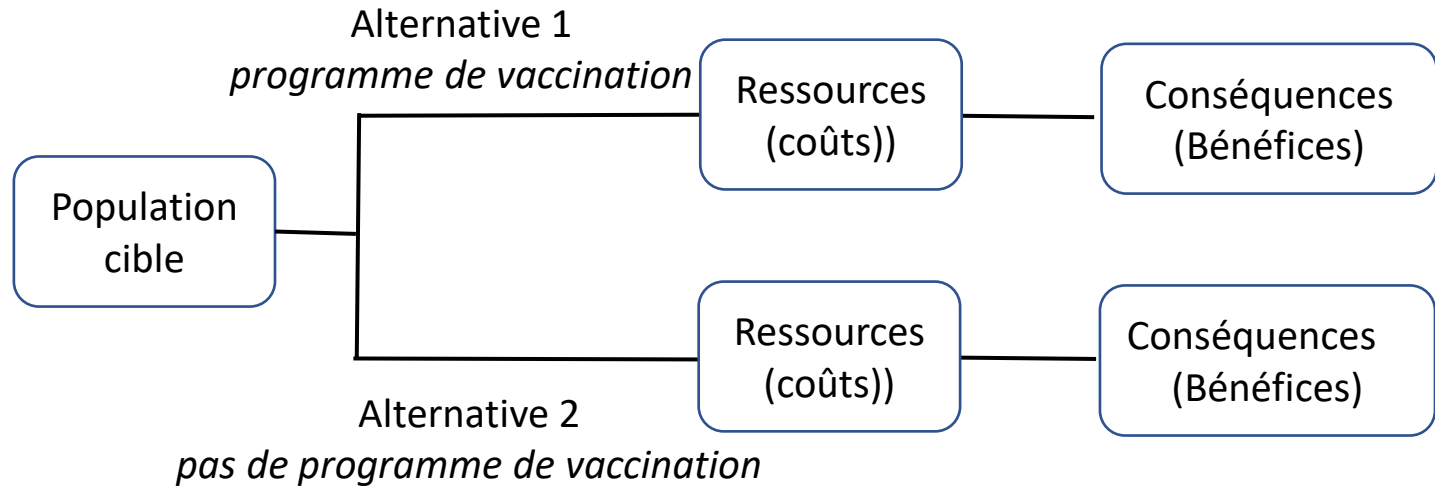 Alternative 1
programme de vaccination
Ressources
(coûts))
Conséquences
(Bénéfices)
Population
cible
Ressources
(coûts))
Conséquences
(Bénéfices)
Alternative 2
pas de programme de vaccination